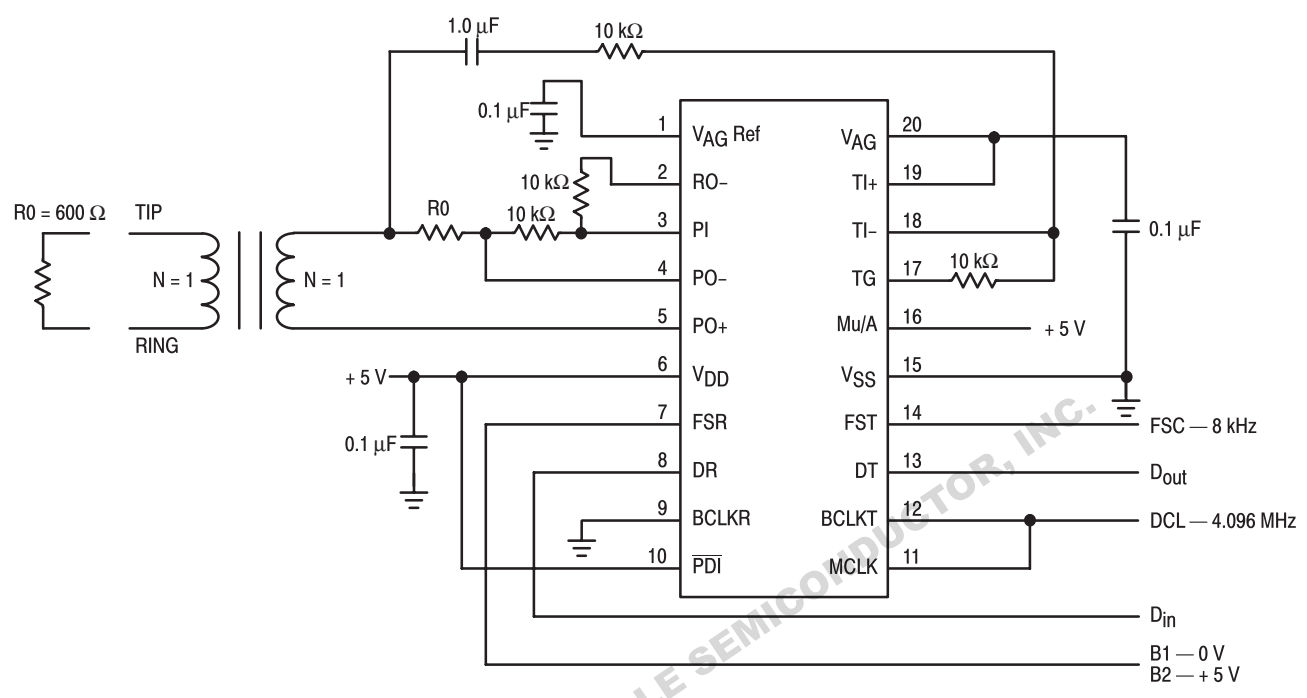 1.0 μF
10 kΩ
0.1 μF
1
VAG Ref
VAG
20
2
RO–
TI+
19
10 kΩ
R0 = 600 Ω
TIP
R0
10 kΩ
3
PI
TI–
18
0.1 μF
N = 1
N = 1
4
PO–
TG
17
10 kΩ
5
PO+
Mu/A
16
+ 5 V
RING
+ 5 V
6
VDD
VSS
15
7
FSR
FST
14
FSC — 8 kHz
0.1 μF
8
DR
DT
13
Dout
9
BCLKR
BCLKT
12
DCL — 4.096 MHz
10
PDI
MCLK
11
Din
B1 — 0 V
B2 – + 5 V
LE SEMICONDUCTOR, INC.